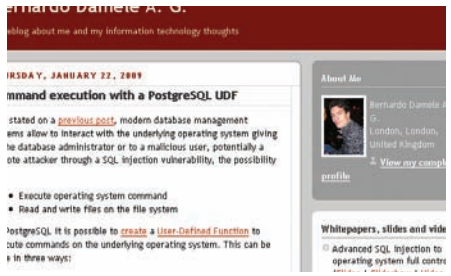 ernardo Damele A. G.
eblog about me and my information technology thoughts
RSDAY, JANUARY 22, 2009
mmand execution with a PostgreSQL UDF
stated on a previous post, modern database management
ems allow to interact with the underlying operating system giving
he database administrator or to a malicious user, potentially a
ote attacker through a SQL injection vulnerability, the possibility
• Execute operating system command
• Read and write files on the file system
PostgreSQL it is possible to create a User-Defined Function to
cute commands on the underlying operating system. This can be
e in three ways:
About Me
Bernardo Damele A
G.
London, London,
United Kingdom
View my compl
profile
Whitepapers, slides and vide
Advanced SQL injection to
operating system full contro